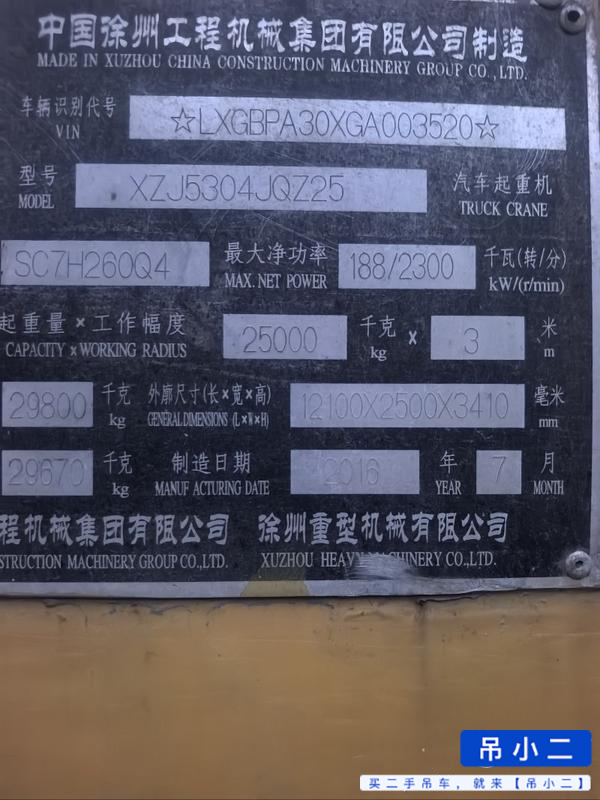 中国徐州工程机械集团有限公司制造
MADE IN XUZHOU CHINA CONSTRUCTION MACHINERY GROUP CO., LTD.
车辆识别代号 VIN ☆LXGBPA30XGA003520☆
型号 MODEL XZJ5304JQZ25 汽车起重机 TRUCK CRANE
SC7H260Q4 最大净功率 MAX. NET POWER 188/2300 千瓦(转/分) kW/(r/min)
起重量×工作幅度 CAPACITY×WORKING RADIUS 25000 千克 kg × 3 米 m
29800 千克 kg 外廓尺寸(长×宽×高) GENERAL DIMENSIONS (L×W×H) 12100X2500X3410 毫米 mm
29670 千克 kg 制造日期 MANUFACTURING DATE 2016 年 YEAR 7 月 MONTH
程机械集团有限公司 徐州重型机械有限公司
STRUCTION MACHINERY GROUP CO.,LTD. XUZHOU HEAVY MACHINERY CO.,LTD.
吊小二
买二手吊车，就来【吊小二】